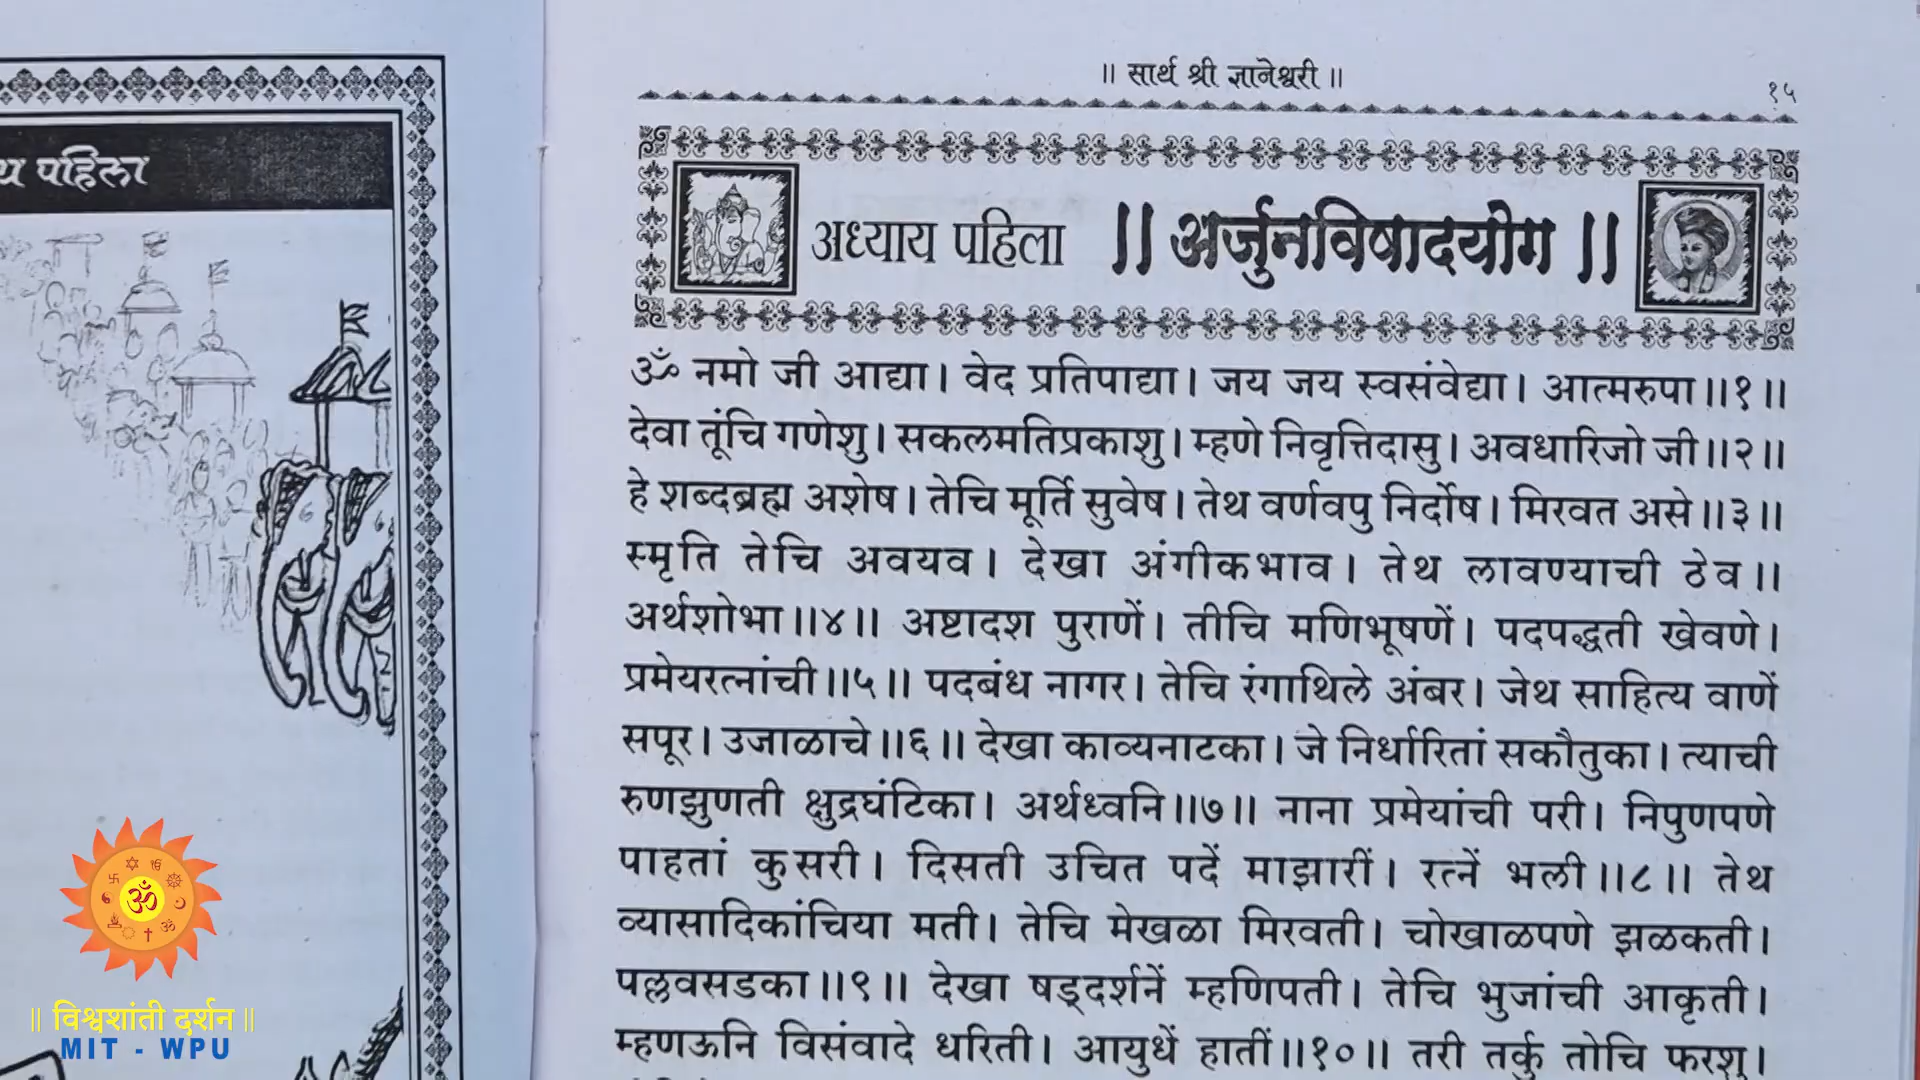 य पहिला
॥ सार्थ श्री ज्ञानेश्वरी ॥
१५
अध्याय पहिला ॥ अर्जुनविषादयोग ॥
ॐ नमो जी आद्या। वेद प्रतिपाद्या। जय जय स्वसंवेद्या। आत्मरुपा॥१॥
देवा तूंचि गणेशु। सकलमतिप्रकाशु। म्हणे निवृत्तिदासु। अवधारिजो जी॥२॥
हे शब्दब्रह्म अशेष। तेचि मूर्ति सुवेष। तेथ वर्णवपु निर्दोष। मिरवत असे॥३॥
स्मृति तेचि अवयव। देखा अंगीकभाव। तेथ लावण्याची ठेव॥
अर्थशोभा॥४॥ अष्टादश पुराणें। तीचि मणिभूषणें। पदपद्धती खेवणे।
प्रमेयरत्नांची॥५॥ पदबंध नागर। तेचि रंगाथिले अंबर। जेथ साहित्य वाणें
सपूर। उजाळाचे॥६॥ देखा काव्यनाटका। जे निर्धारितां सकौतुका। त्याची
रुणझुणती क्षुद्रघंटिका। अर्थध्वनि॥७॥ नाना प्रमेयांची परी। निपुणपणे
पाहतां कुसरी। दिसती उचित पदें माझारीं। रत्नें भली॥८॥ तेथ
व्यासादिकांचिया मती। तेचि मेखळा मिरवती। चोखाळपणे झळकती।
पल्लवसडका॥९॥ देखा षड्दर्शनें म्हणिपती। तेचि भुजांची आकृती।
म्हणऊनि विसंवादे धरिती। आयुधें हातीं॥१०॥ तरी तर्कु तोचि फरशु।
॥ विश्वशांती दर्शन ॥
MIT - WPU